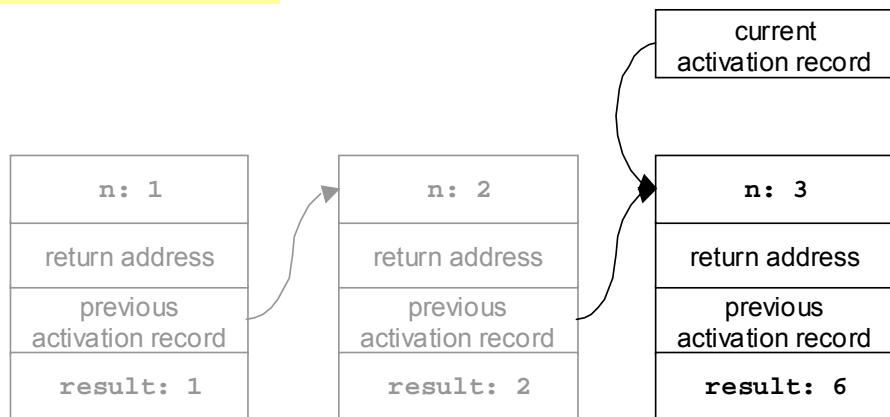 current
activation record
n: 1
return address
previous
activation record
result: 1
n: 2
return address
previous
activation record
result: 2
n: 3
return address
previous
activation record
result: 6